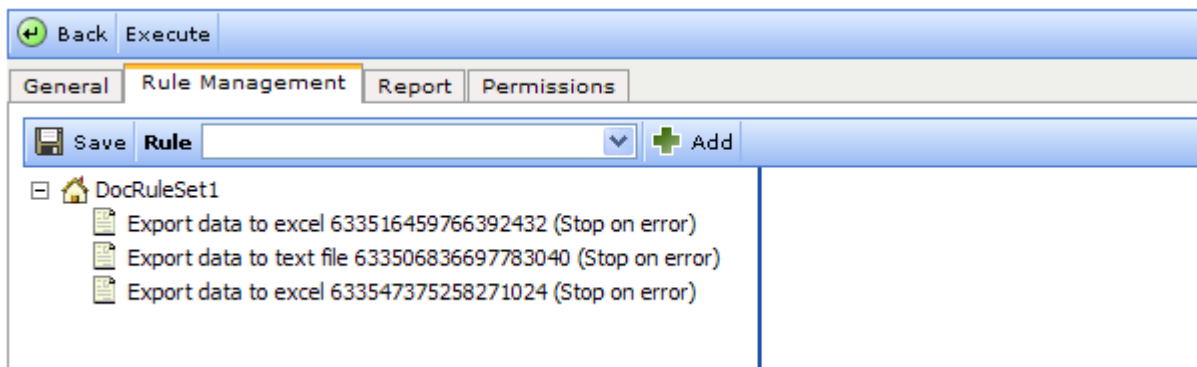 Back Execute
General Rule Management Report Permissions
Save Rule Add
DocRuleSet1
Export data to excel 633516459766392432 (Stop on error)
Export data to text file 633506836697783040 (Stop on error)
Export data to excel 633547375258271024 (Stop on error)